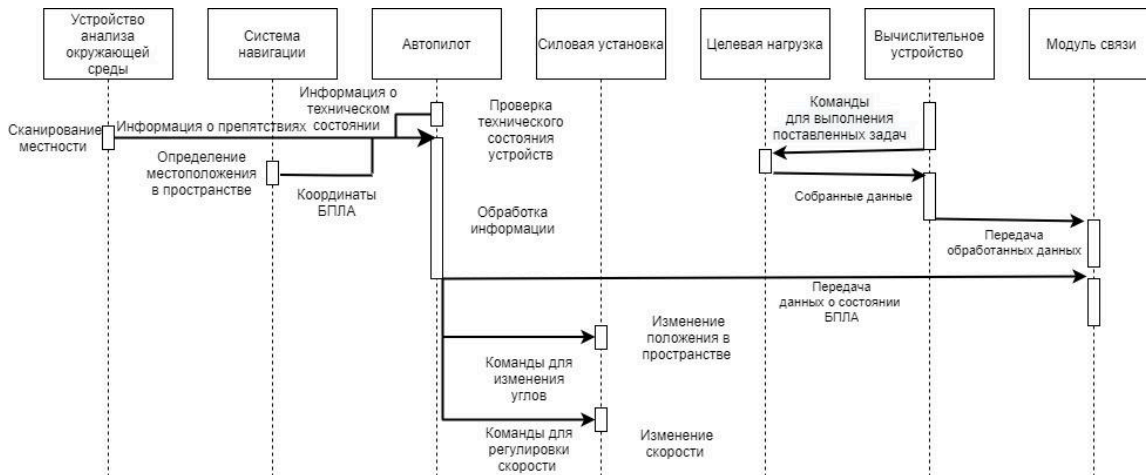 Устройство
анализа
окружающей
среды
Система
навигации
Автопилот
Силовая установка
Целевая нагрузка
Вычислительное
устройство
Модуль связи
Информация о
техническом
состоянии
Проверка
технического
состояния
устройств
Команды
для выполнения
поставленных задач
Сканирование
местности
Информация о препятствиях
Определение
местоположения
в пространстве
Координаты
БПЛА
Собранные данные
Обработка
информации
Передача
обработанных данных
Передача
данных о состоянии
БПЛА
Изменение
положения в
пространстве
Команды для
изменения
углов
Команды для
регулировки
скорости
Изменение
скорости